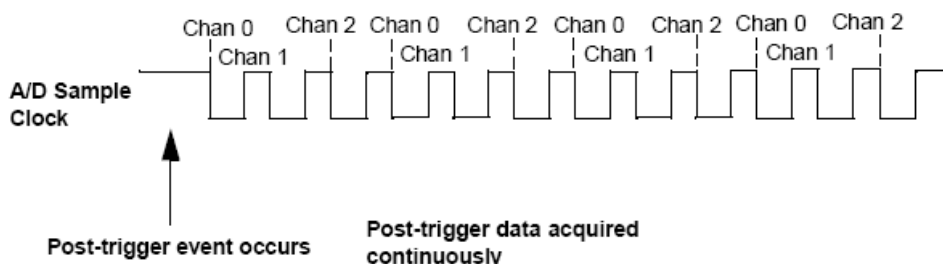 Chan 0 Chan 2 Chan 0 Chan 2 Chan 0 Chan 2 Chan 0 Chan 2
Chan 1 Chan 1 Chan 1 Chan 1
A/D Sample
Clock
Post-trigger event occurs
Post-trigger data acquired
continuously